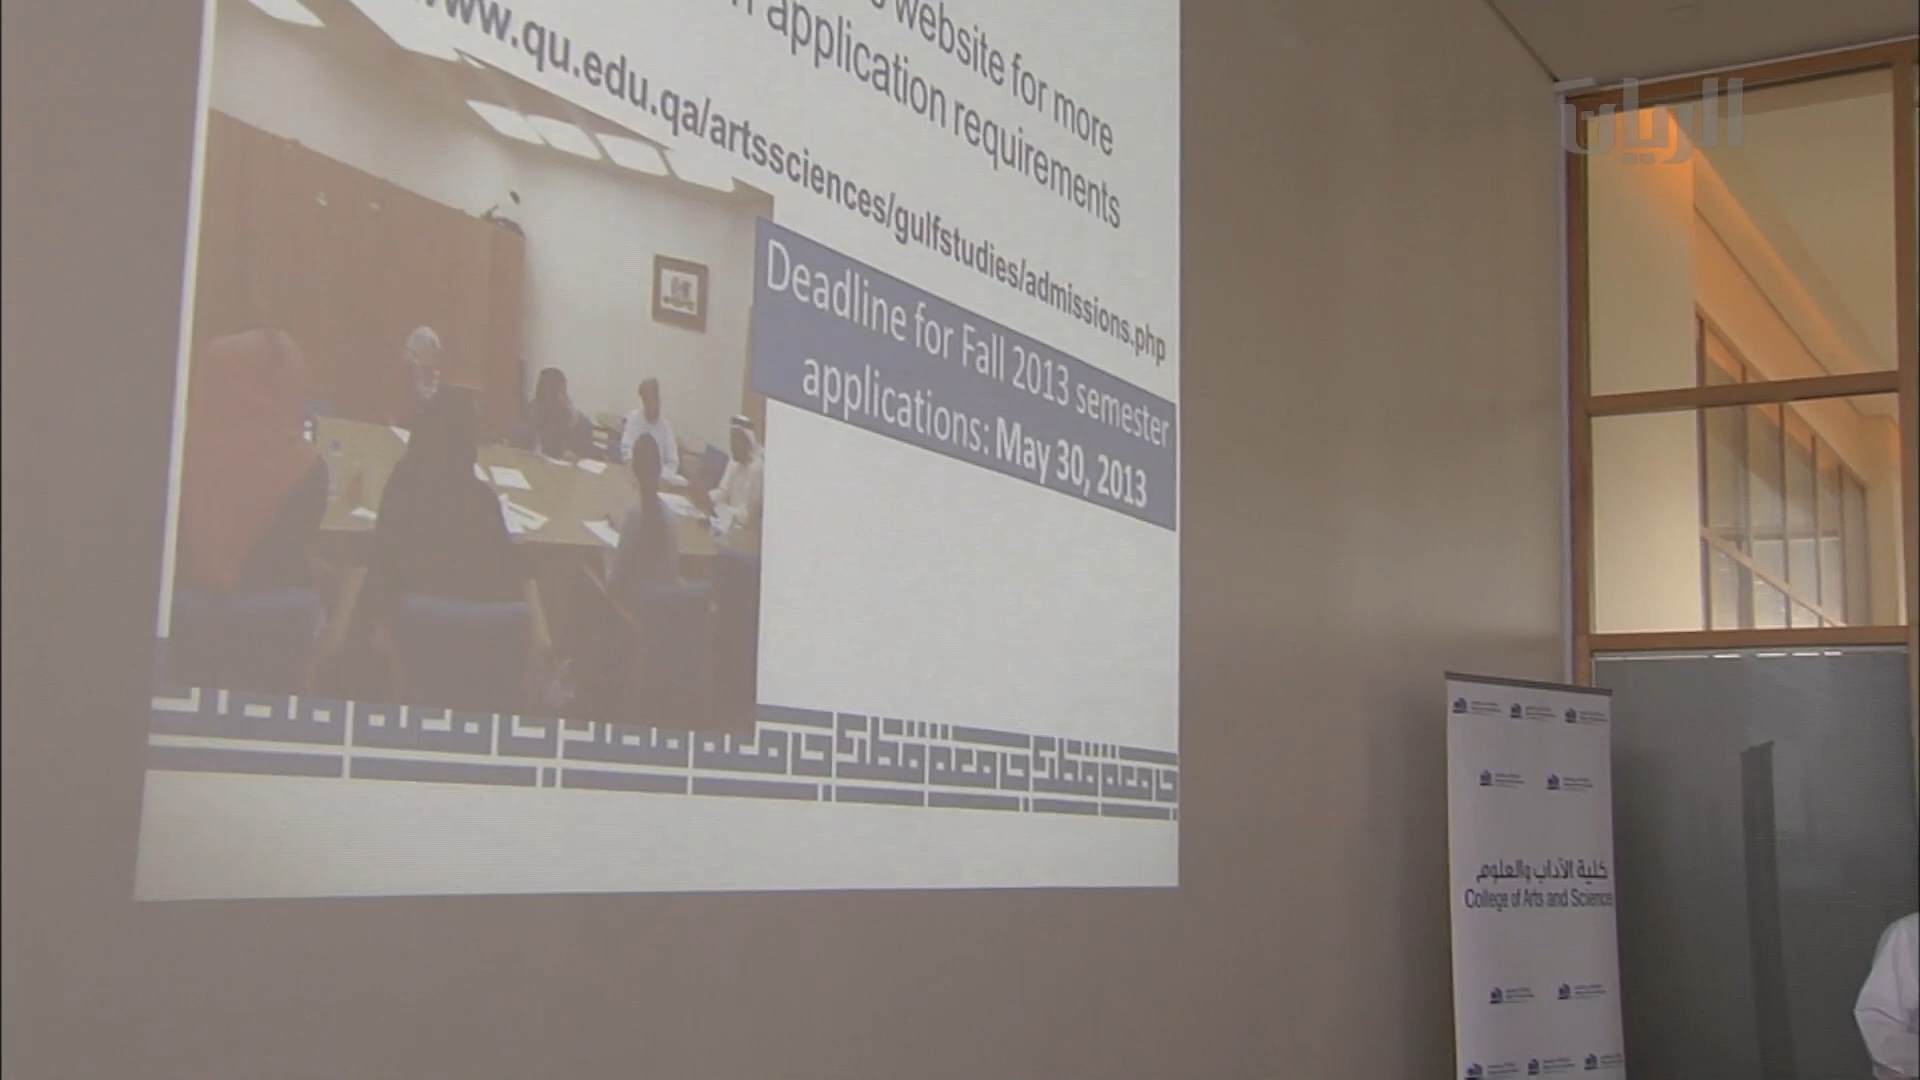 website for more
application requirements
www.qu.edu.qa/artssciences/gulfstudies/admissions.php
Deadline for Fall 2013 semester
applications: May 30, 2013
الريان
كلية الآداب والعلوم
College of Arts and Science